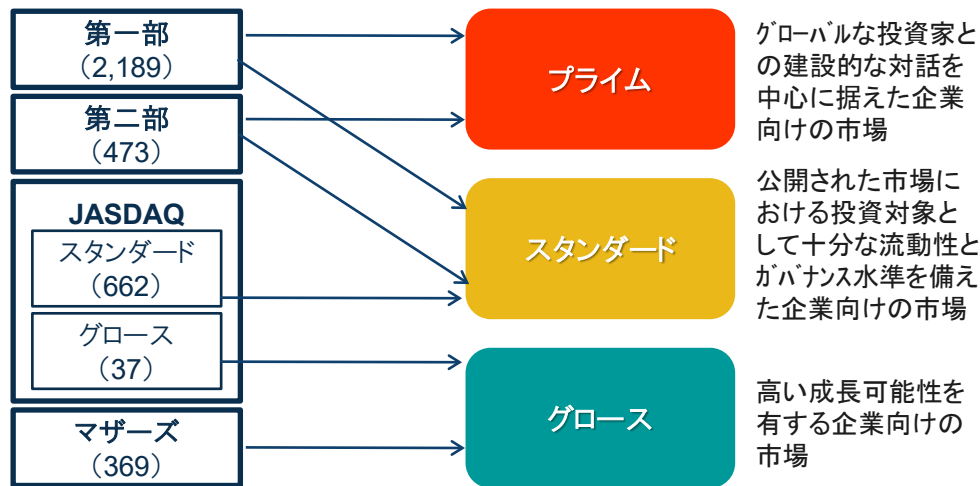 第一部
(2,189)
第二部
(473)
JASDAQ
スタンダード
(662)
グロース
(37)
マザーズ
(369)
プライム
スタンダード
グロース
ｸﾞﾛｰﾊﾞﾙな投資家と
の建設的な対話を
中心に据えた企業
向けの市場
公開された市場に
おける投資対象と
して十分な流動性と
ｶﾞﾊﾞﾅﾝｽ水準を備え
た企業向けの市場
高い成長可能性を
有する企業向けの
市場